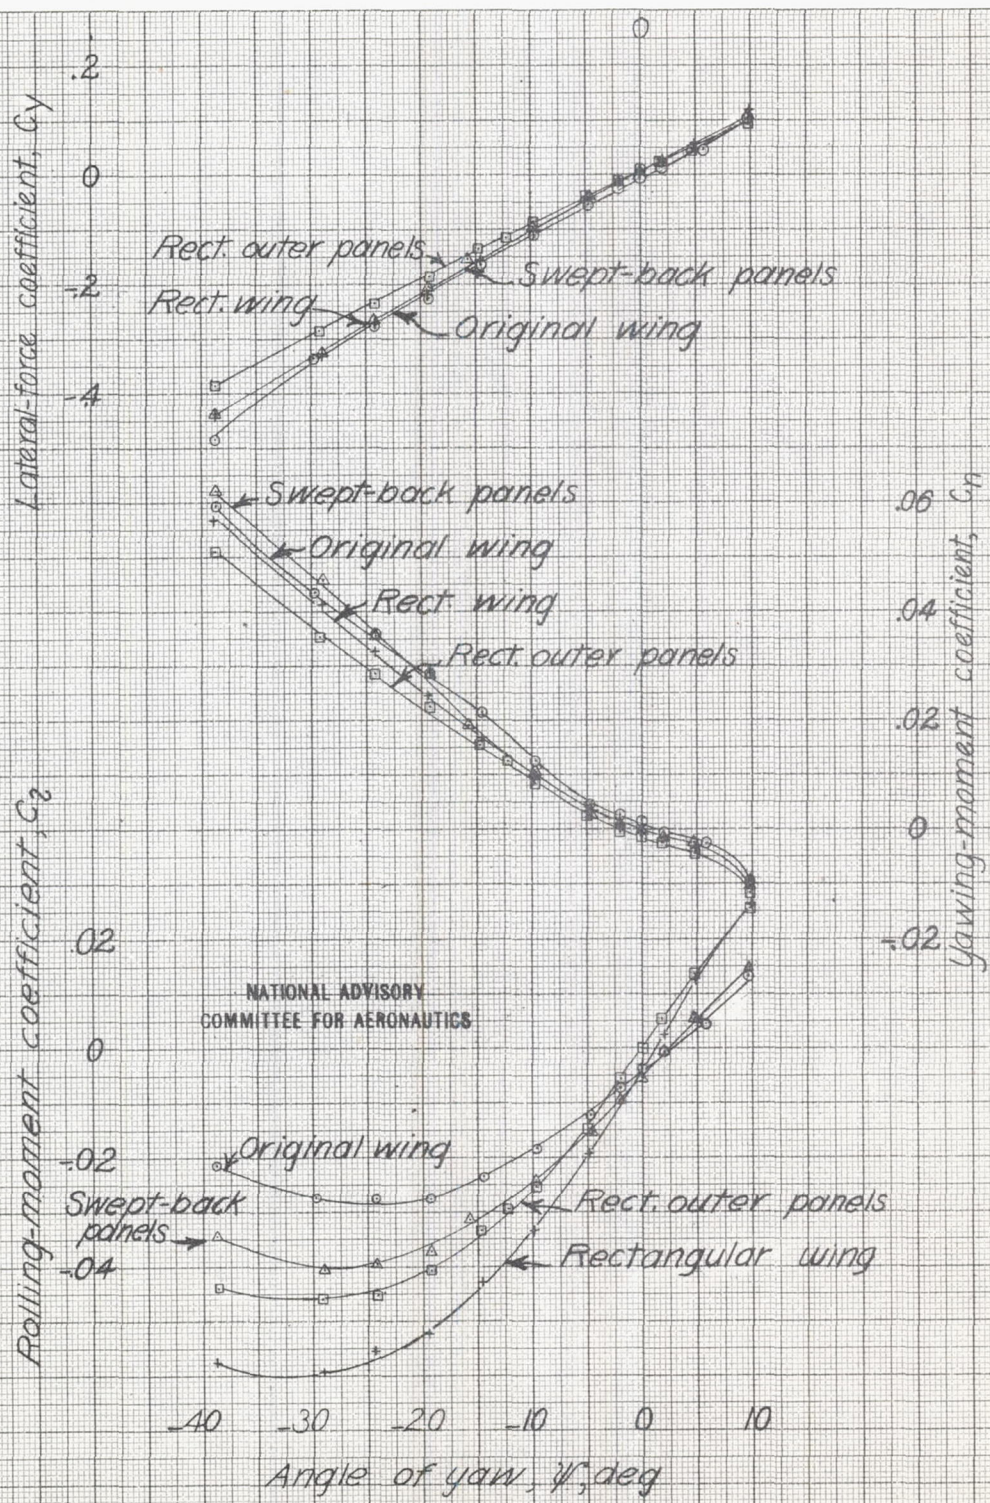 0
.2
0
-.2
-.4
Lateral-force coefficient, Cy
Rect. outer panels
Swept-back panels
Rect. wing
Original wing
Swept-back panels
Original wing
Rect. wing
Rect. outer panels
.06
.04
.02
0
-.02
Yawing-moment coefficient, Cn
.02
0
-.02
-.04
Rolling-moment coefficient, Cl
NATIONAL ADVISORY
COMMITTEE FOR AERONAUTICS
Original wing
Swept-back
panels
Rect. outer panels
Rectangular wing
-40 -30 -20 -10 0 10
Angle of yaw, ψ, deg